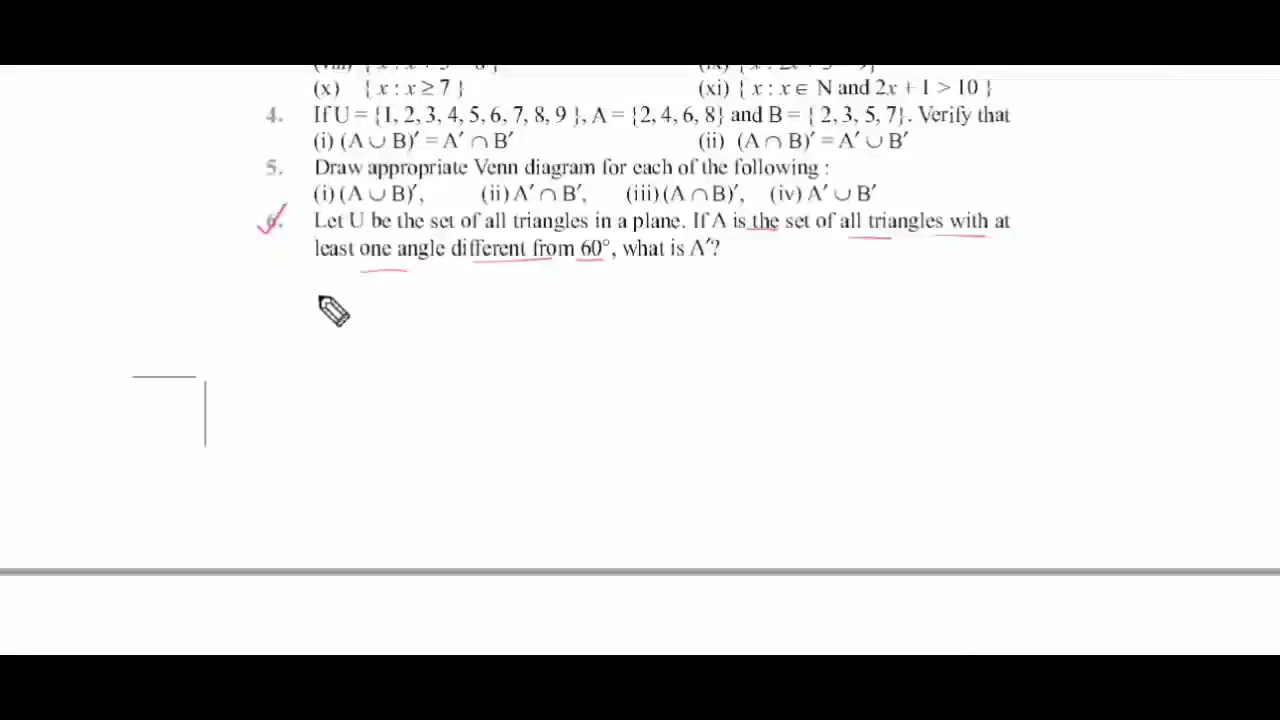 (x) { x : x ≥ 7 } (xi) { x : x ∈ N and 2x + 1 > 10 }
4. If U = {1, 2, 3, 4, 5, 6, 7, 8, 9 }, A = {2, 4, 6, 8} and B = { 2, 3, 5, 7}. Verify that
(i) (A ∪ B)′ = A′ ∩ B′ (ii) (A ∩ B)′ = A′ ∪ B′
5. Draw appropriate Venn diagram for each of the following :
(i) (A ∪ B)′, (ii) A′ ∩ B′, (iii) (A ∩ B)′, (iv) A′ ∪ B′
6. Let U be the set of all triangles in a plane. If A is the set of all triangles with at
least one angle different from 60°, what is A′?